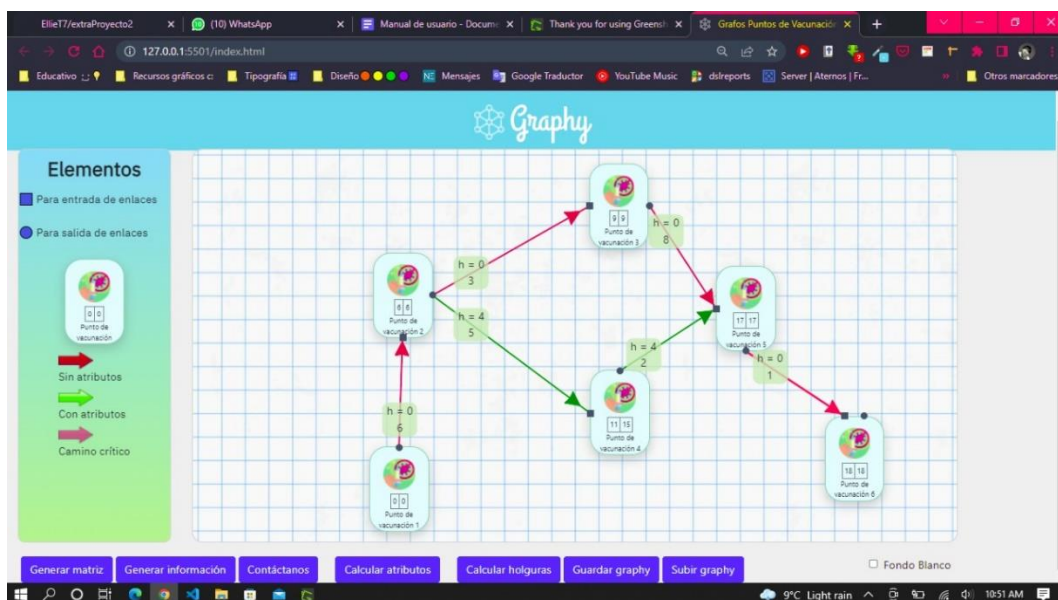 EllieT7/extraProyecto2
(10) WhatsApp
Manual de usuario - Docume
Thank you for using Greensh
Grafos Puntos de Vacunació
127.0.0.1:5501/index.html
Educativo
Recursos gráficos c:
Tipografía
Diseño
NE Mensajes
Google Traductor
YouTube Music
dslreports
Server | Aternos | Fr...
Otros marcadores
Graphy
Elementos
Para entrada de enlaces
Para salida de enlaces
0 0
Punto de
vacunación
Sin atributos
Con atributos
Camino crítico
9 9
Punto de
vacunación 3
h = 0
8
h = 0
3
6 6
Punto de
vacunación 2
h = 4
5
17 17
Punto de
vacunación 5
h = 4
2
h = 0
1
11 15
Punto de
vacunación 4
h = 0
6
18 18
Punto de
vacunación 6
0 0
Punto de
vacunación 1
Generar matriz
Generar información
Contáctanos
Calcular atributos
Calcular holguras
Guardar graphy
Subir graphy
Fondo Blanco
9°C Light rain
10:51 AM